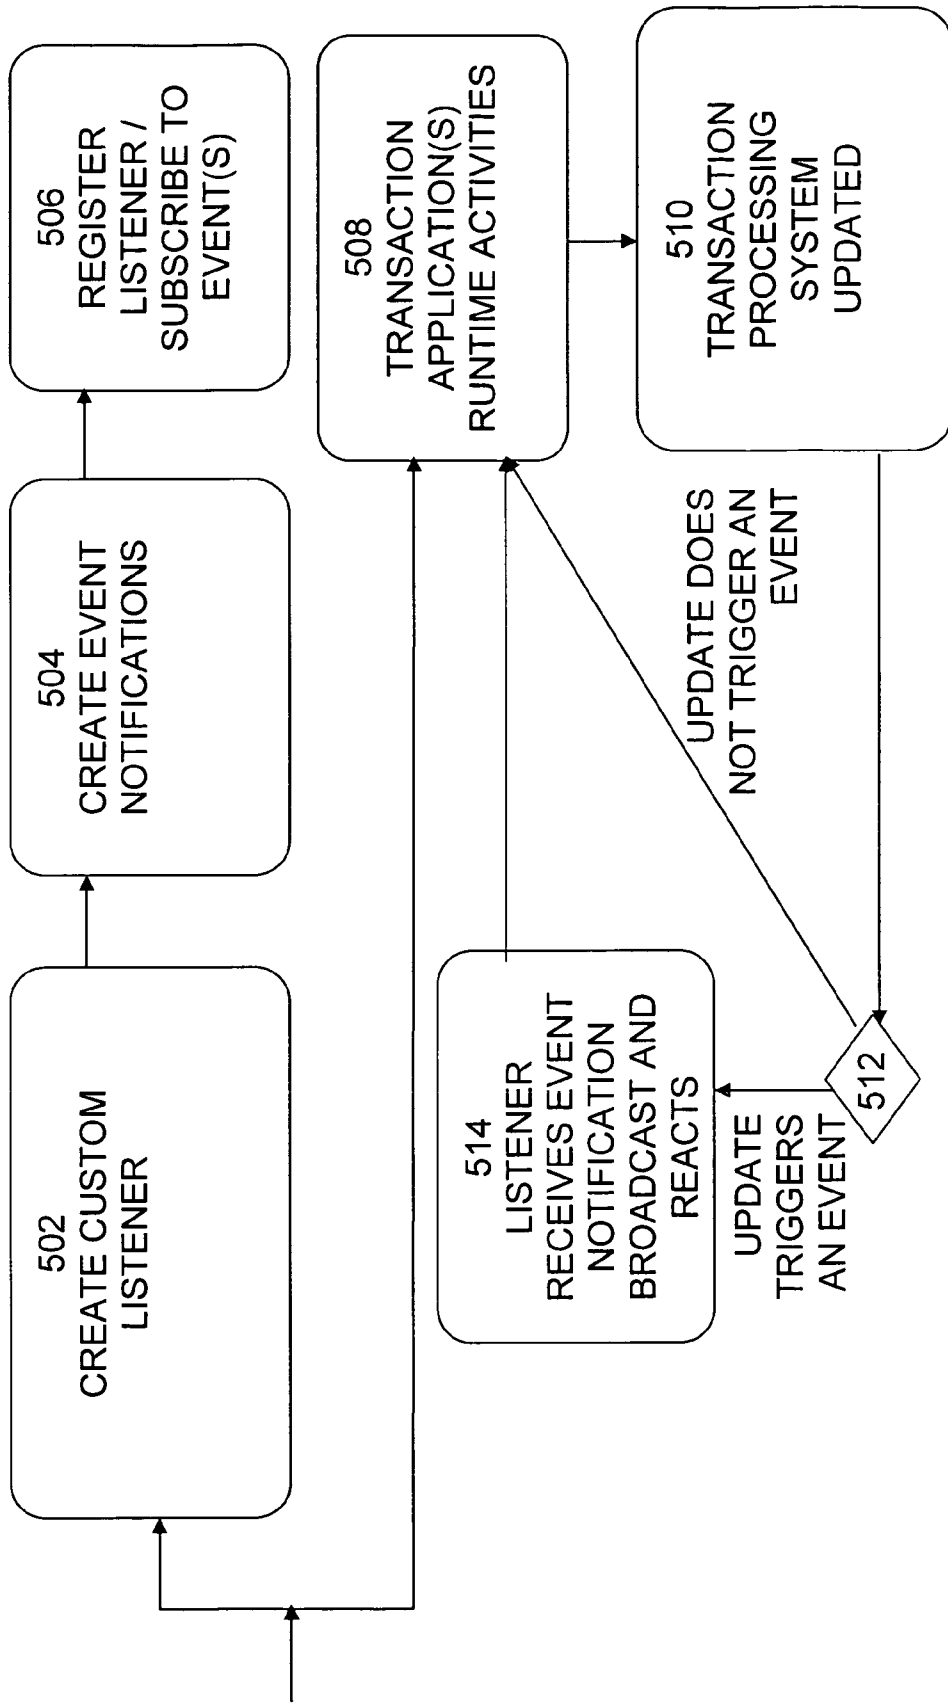 502
CREATE CUSTOM
LISTENER
504
CREATE EVENT
NOTIFICATIONS
506
REGISTER
LISTENER /
SUBSCRIBE TO
EVENT(S)
508
TRANSACTION
APPLICATION(S)
RUNTIME ACTIVITIES
510
TRANSACTION
PROCESSING
SYSTEM
UPDATED
512
UPDATE DOES
NOT TRIGGER AN
EVENT
UPDATE
TRIGGERS
AN EVENT
514
LISTENER
RECEIVES EVENT
NOTIFICATION
BROADCAST AND
REACTS